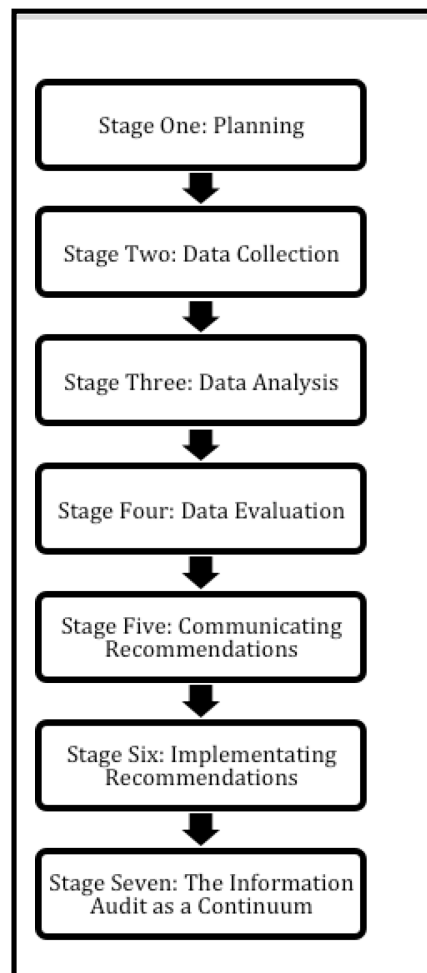 Stage One: Planning
Stage Two: Data Collection
Stage Three: Data Analysis
Stage Four: Data Evaluation
Stage Five: Communicating
Recommendations
Stage Six: Implementating
Recommendations
Stage Seven: The Information
Audit as a Continuum